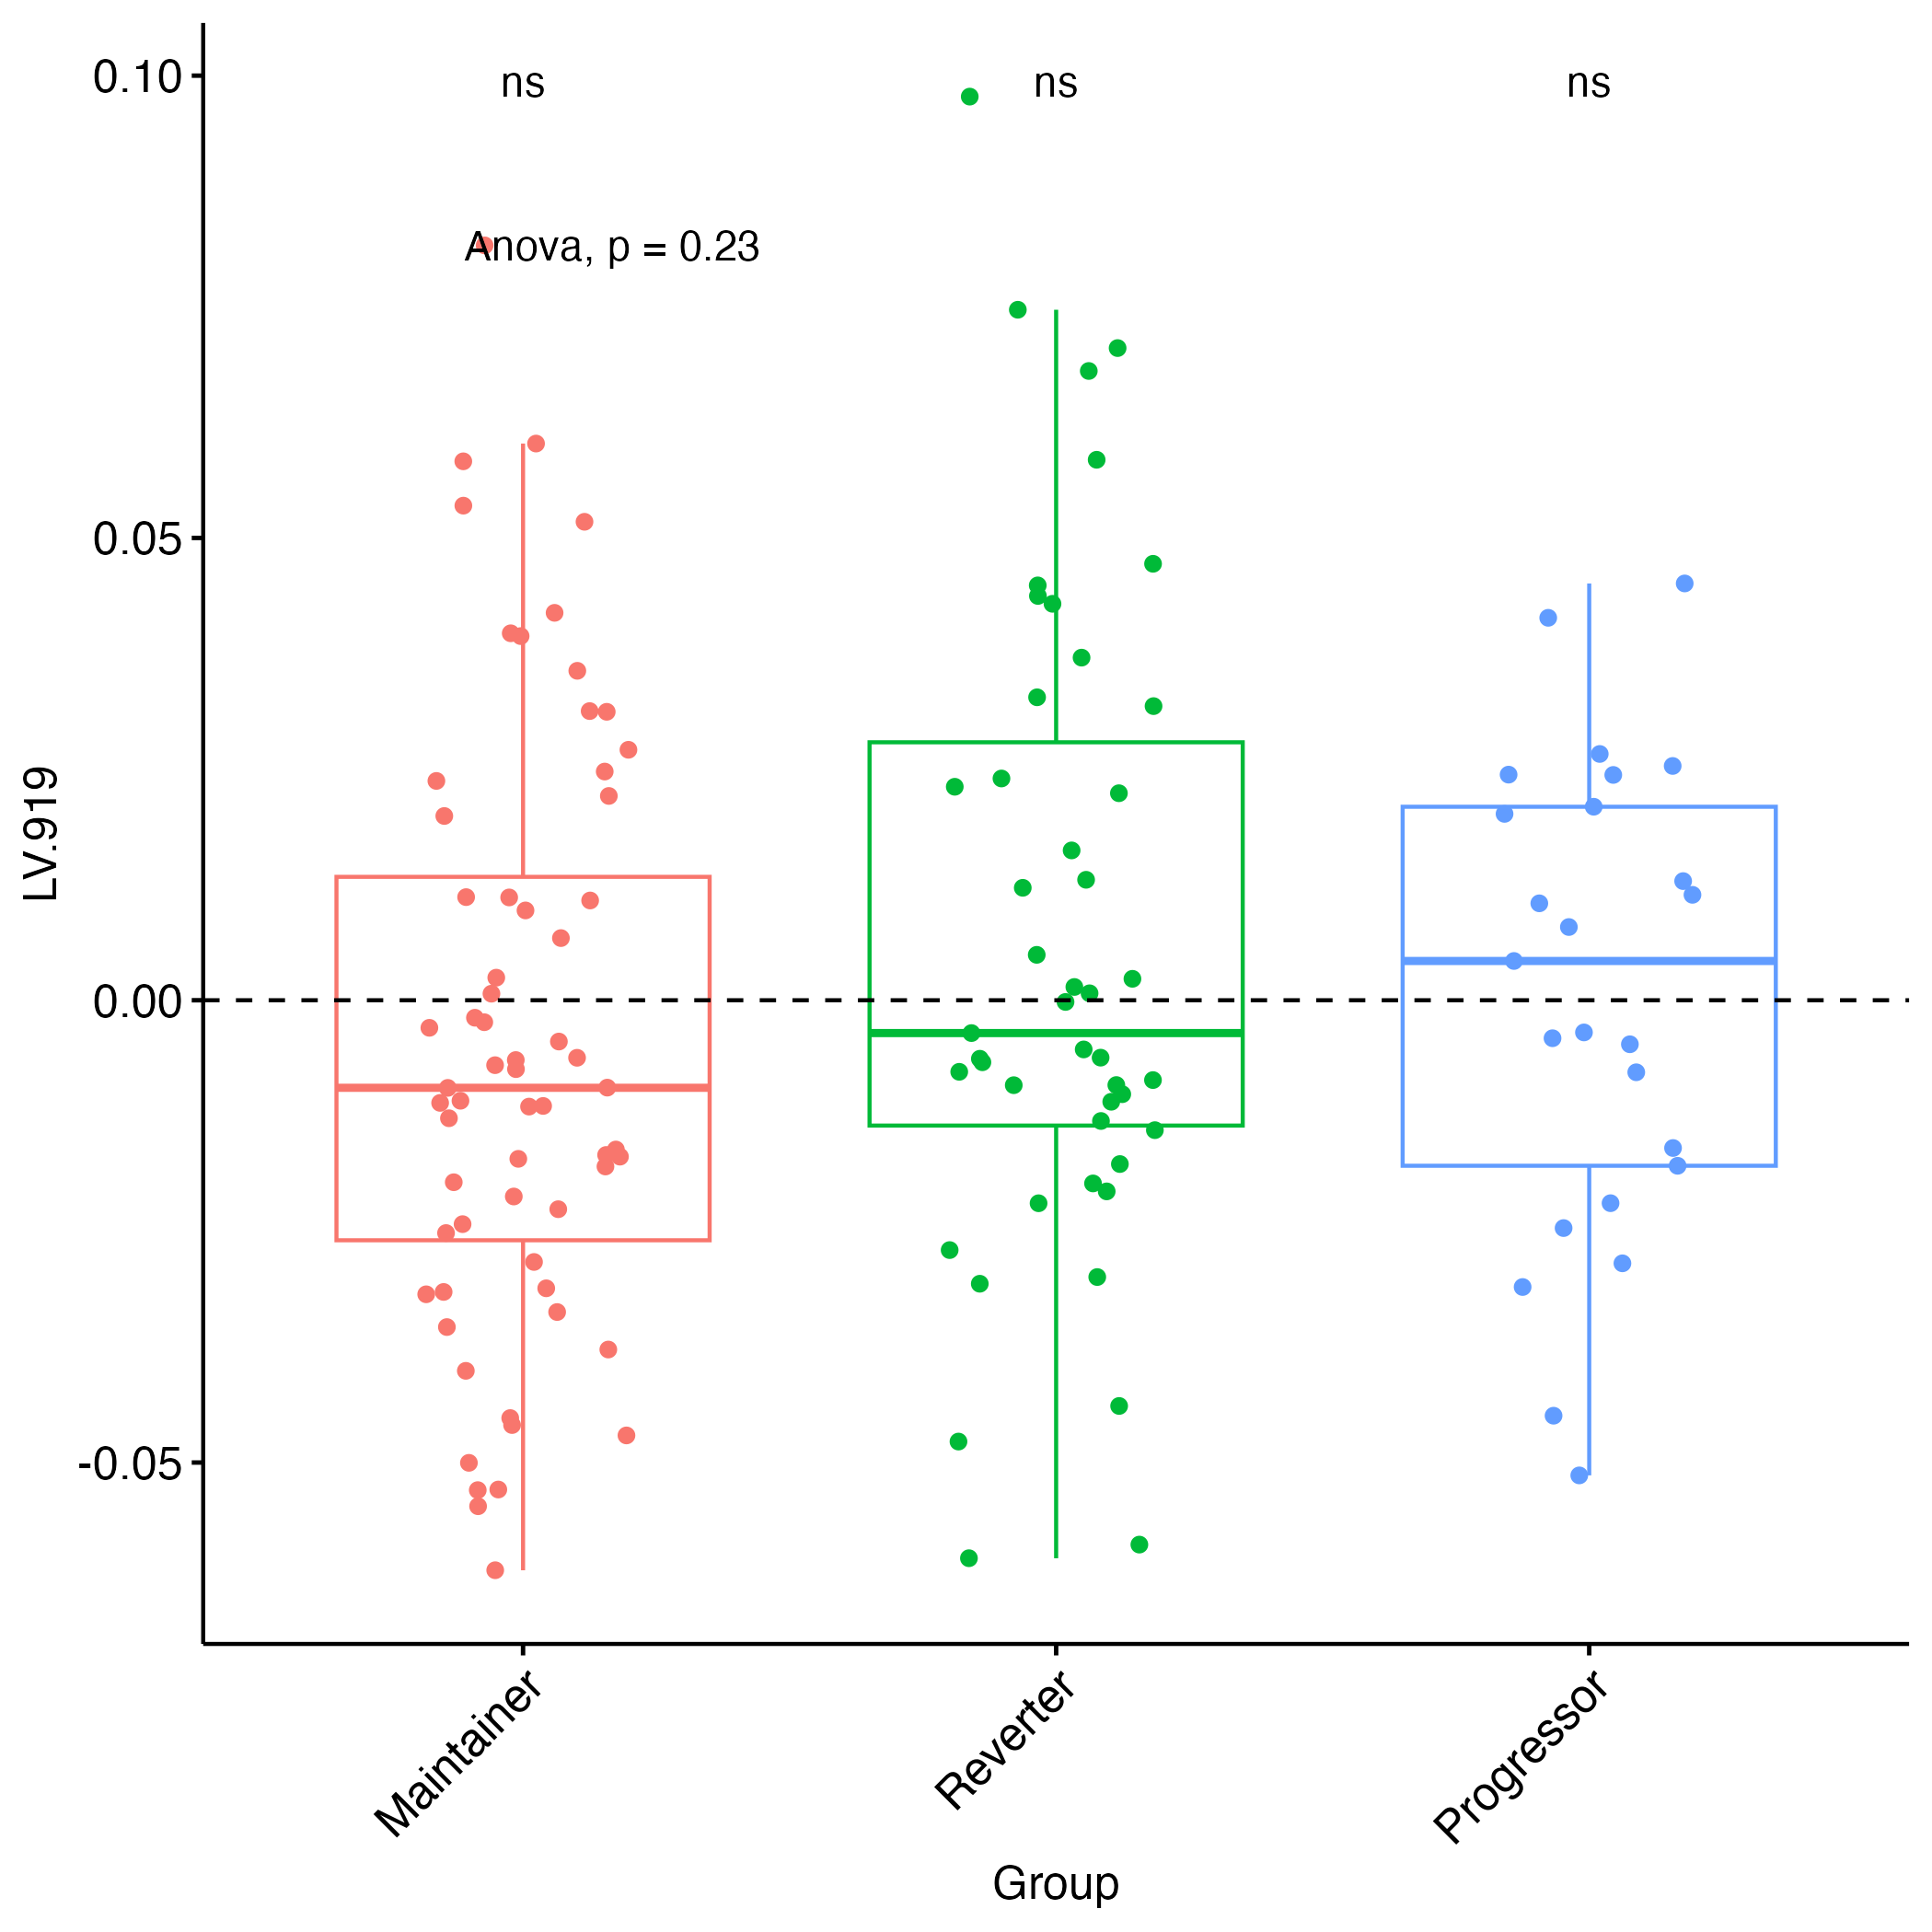 0.10
ns
ns
ns
Anova, p = 0.23
0.05
LV.919
0.00
-0.05
Maintainer
Reverter
Progressor
Group